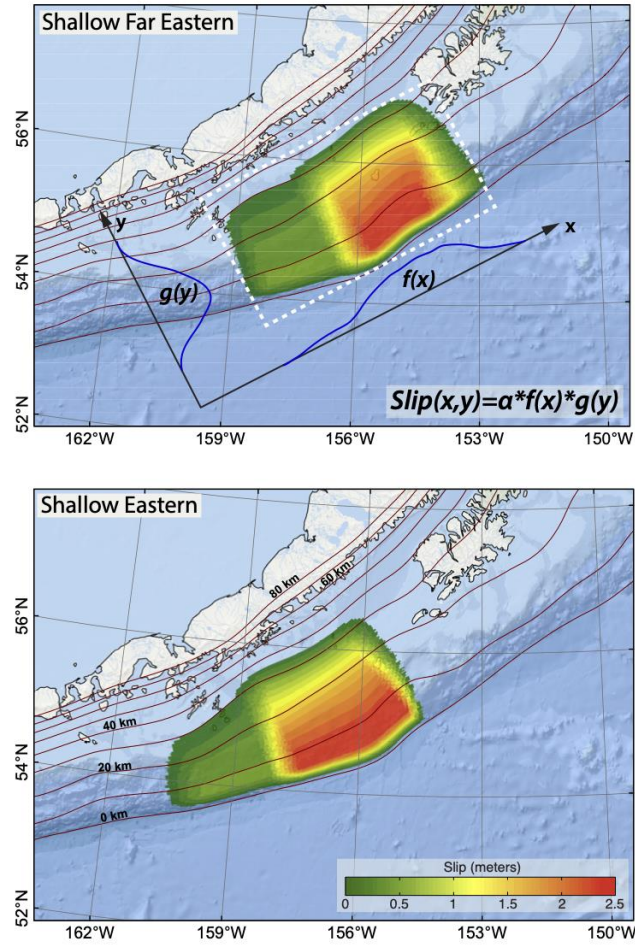 Shallow Far Eastern
56°N
54°N
52°N
y
g(y)
f(x)
x
Slip(x,y)=α*f(x)*g(y)
162°W 159°W 156°W 153°W 150°W
Shallow Eastern
56°N
54°N
52°N
80 km
60 km
40 km
20 km
0 km
Slip (meters)
0 0.5 1 1.5 2 2.5
162°W 159°W 156°W 153°W 150°W